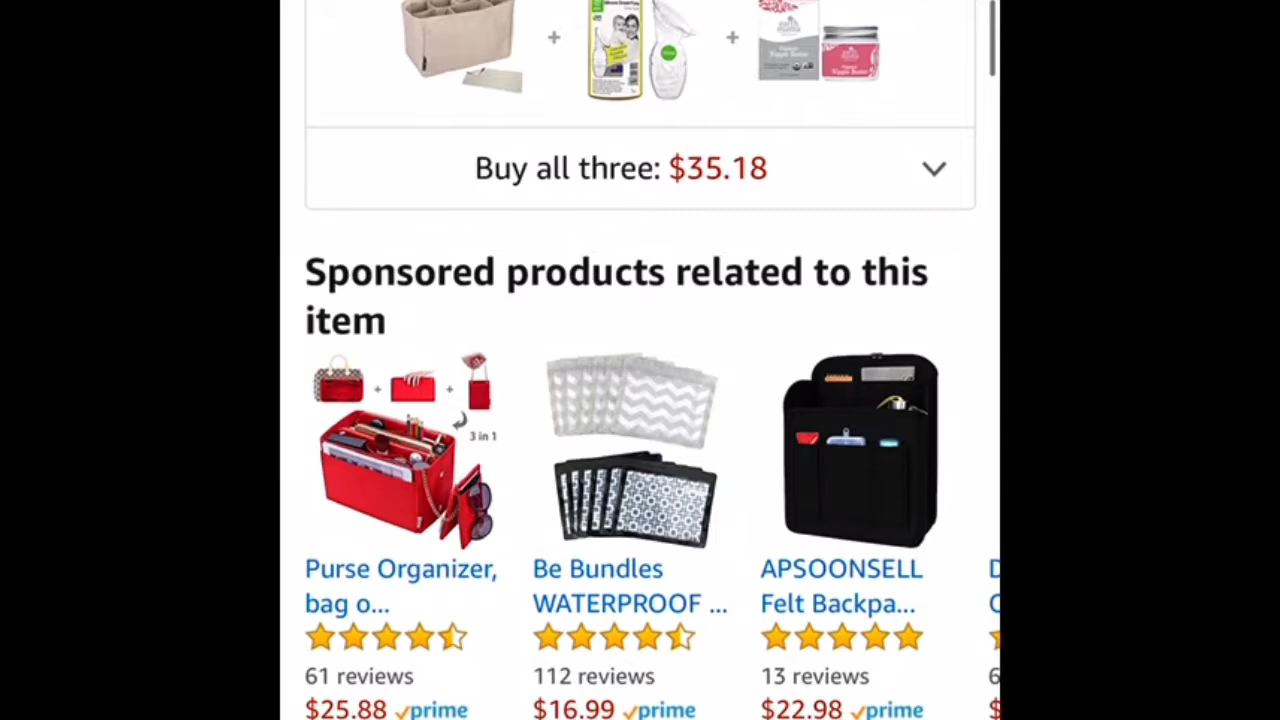 +
+
Buy all three: $35.18
Sponsored products related to this
item
+
+
3 in 1
Purse Organizer,
bag o...
61 reviews
$25.88 prime
Be Bundles
WATERPROOF ...
112 reviews
$16.99 prime
APSOONSELL
Felt Backpa...
13 reviews
$22.98 prime